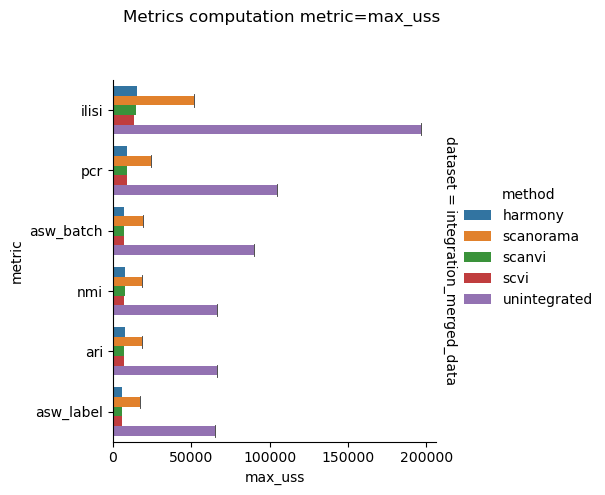 Metrics computation metric=max_uss
ilisi
pcr
asw_batch
nmi
ari
asw_label
metric
0
50000
100000
150000
200000
max_uss
dataset = integration_merged_data
method
harmony
scanorama
scanvi
scvi
unintegrated